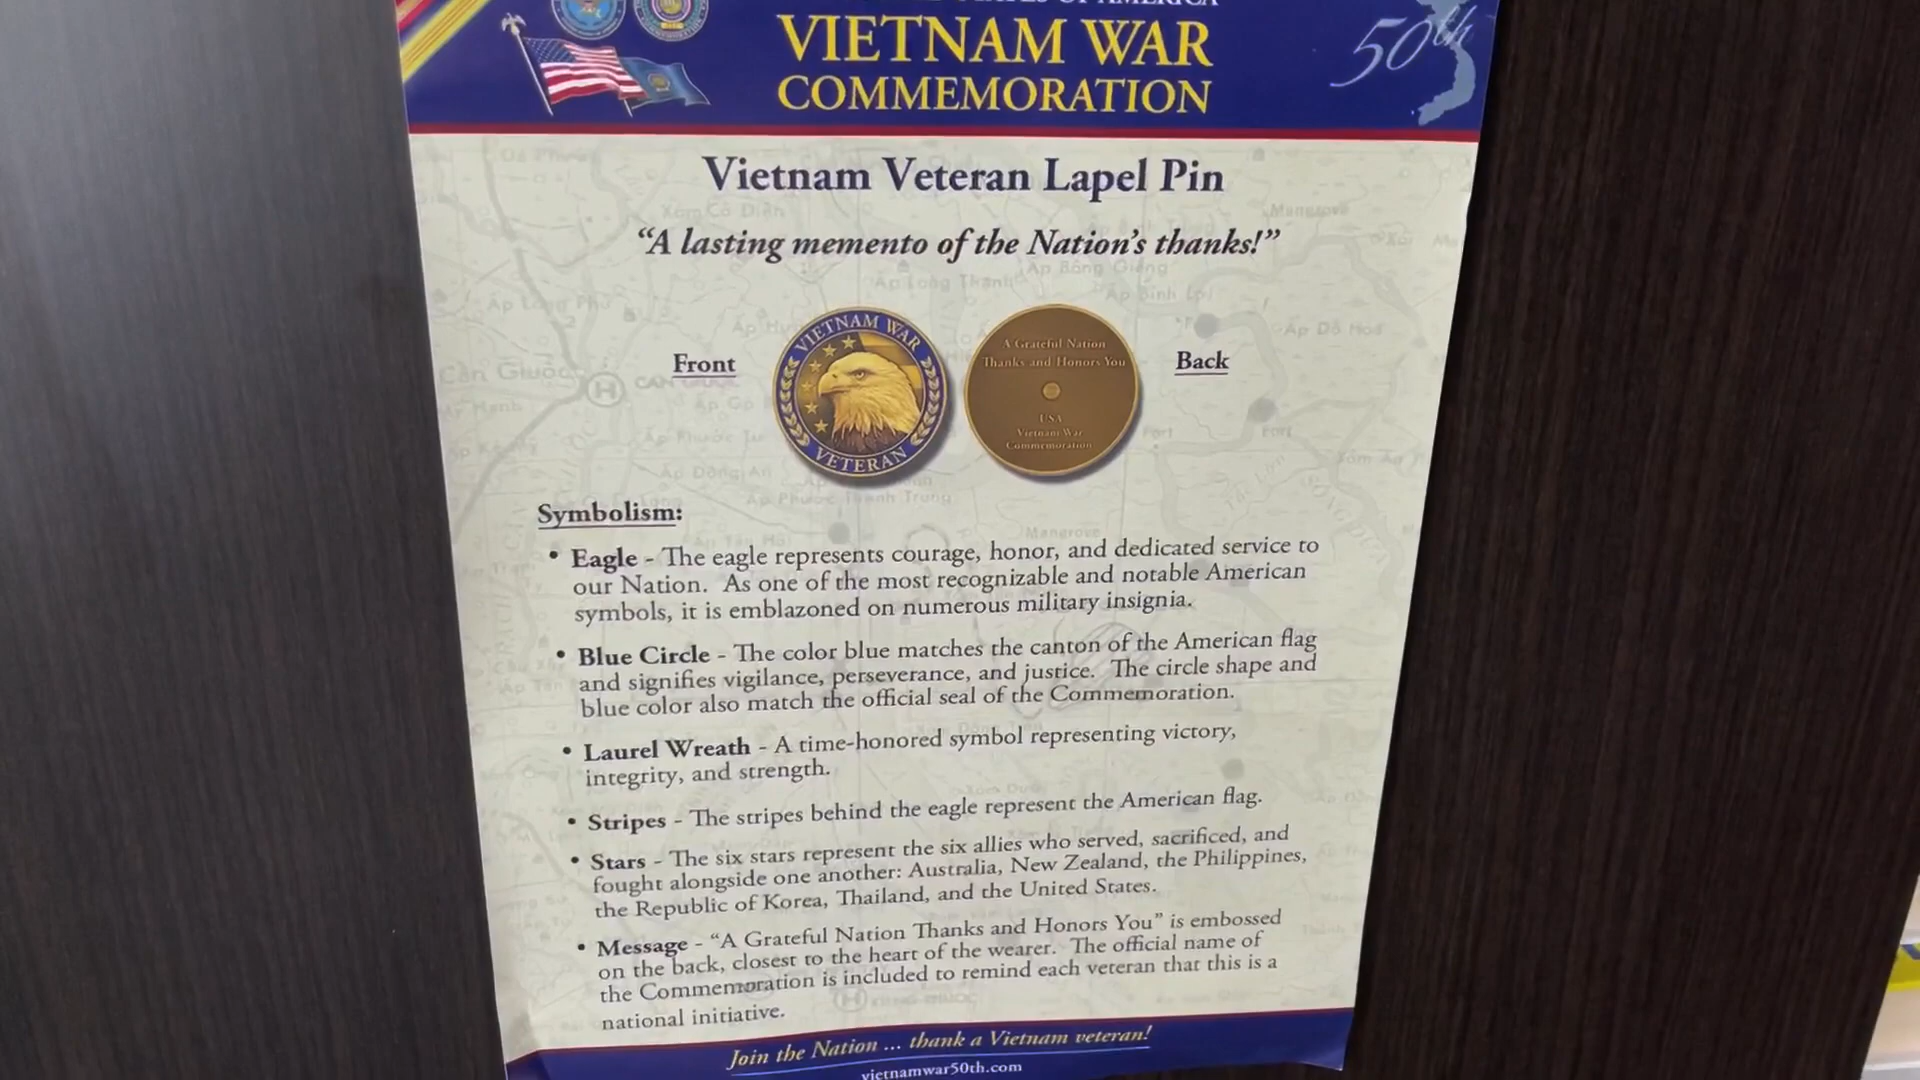 VIETNAM WAR
COMMEMORATION
50th
Vietnam Veteran Lapel Pin
“A lasting memento of the Nation’s thanks!”
Front
VIETNAM WAR
VETERAN
A Grateful Nation
Thanks and Honors You
USA
Vietnam War
Commemoration
Back
Symbolism:
• Eagle - The eagle represents courage, honor, and dedicated service to
our Nation. As one of the most recognizable and notable American
symbols, it is emblazoned on numerous military insignia.
• Blue Circle - The color blue matches the canton of the American flag
and signifies vigilance, perseverance, and justice. The circle shape and
blue color also match the official seal of the Commemoration.
• Laurel Wreath - A time-honored symbol representing victory,
integrity, and strength.
• Stripes - The stripes behind the eagle represent the American flag.
• Stars - The six stars represent the six allies who served, sacrificed, and
fought alongside one another: Australia, New Zealand, the Philippines,
the Republic of Korea, Thailand, and the United States.
• Message - “A Grateful Nation Thanks and Honors You” is embossed
on the back, closest to the heart of the wearer. The official name of
the Commemoration is included to remind each veteran that this is a
national initiative.
Join the Nation ... thank a Vietnam veteran!
vietnamwar50th.com